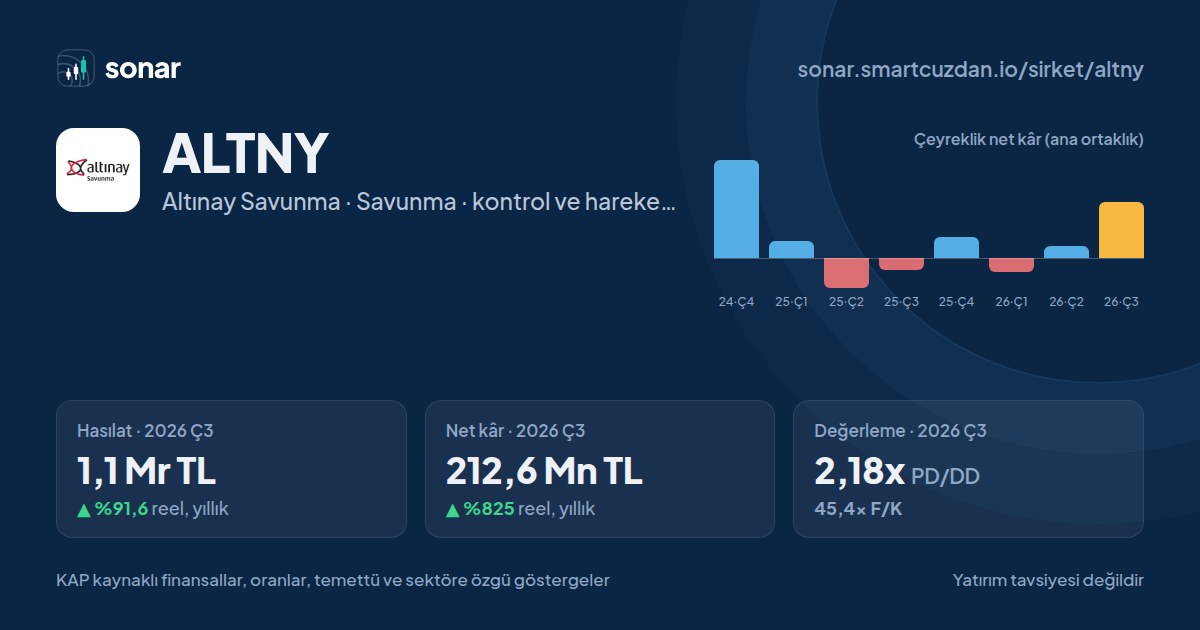 sonar
sonar.smartcuzdan.io/sirket/altny
altınay
Savunma
ALTNY
Altınay Savunma · Savunma · kontrol ve hareke…
Çeyreklik net kâr (ana ortaklık)
24·Ç4 25·Ç1 25·Ç2 25·Ç3 25·Ç4 26·Ç1 26·Ç2 26·Ç3
Hasılat · 2026 Ç3
1,1 Mr TL
▲ %91,6 reel, yıllık
Net kâr · 2026 Ç3
212,6 Mn TL
▲ %825 reel, yıllık
Değerleme · 2026 Ç3
2,18x PD/DD
45,4x F/K
KAP kaynaklı finansallar, oranlar, temettü ve sektöre özgü göstergeler
Yatırım tavsiyesi değildir